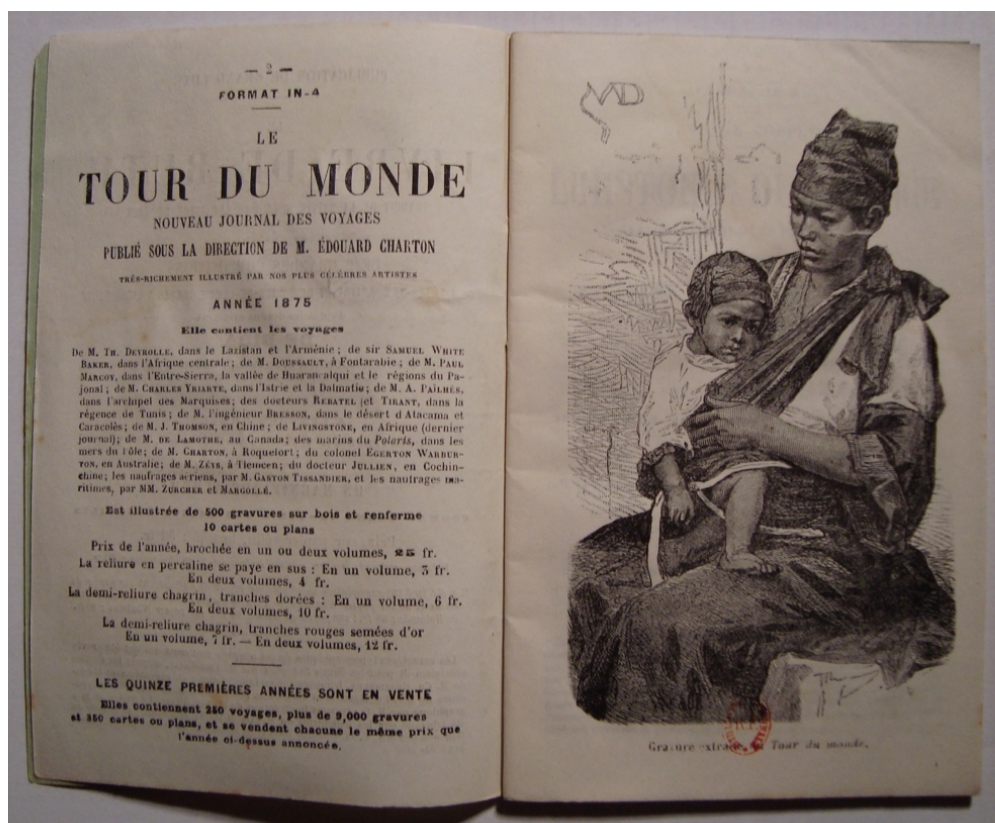 — 2 —
FORMAT IN-4
LE
TOUR DU MONDE
NOUVEAU JOURNAL DES VOYAGES
PUBLIÉ SOUS LA DIRECTION DE M. ÉDOUARD CHARTON
TRÈS-RICHEMENT ILLUSTRÉ PAR NOS PLUS CÉLÈBRES ARTISTES
ANNÉE 1875
Elle contient les voyages
De M. TH. DEYROLLE, dans le Lazistan et l'Arménie; de sir SAMUEL WHITE
BAKER, dans l'Afrique centrale; de M. DOUSSAULT, à Fontarabie; de M. PAUL
MARCOY, dans l'Entre-Sierra, la vallée de Huarancalqui et le régions du Pa-
jonal; de M. CHARLES YRIARTE, dans l'Istrie et la Dalmatie; de M. A. PAILHÈS,
dans l'archipel des Marquises; des docteurs REBATEL et TIRANT, dans la
régence de Tunis; de M. l'ingénieur BRESSON, dans le désert d'Atacama et
Caracolès; de M. J. THOMSON, en Chine; de LIVINGSTONE, en Afrique (dernier
journal); de M. DE LAMOTHE, au Canada; des marins du Polaris, dans les
mers du Pôle; de M. CHARTON, à Roquefort; du colonel EGERTON WARBUR-
TON, en Australie; de M. ZEYS, à Tlemcen; du docteur JULLIEN, en Cochin-
chine; les naufrages aériens, par M. GASTON TISSANDIER, et les naufrages ma-
ritimes, par MM. ZURCHER et MARGOLLÉ.
Est illustrée de 500 gravures sur bois et renferme
10 cartes ou plans
Prix de l'année, brochée en un ou deux volumes, 25 fr.
La reliure en percaline se paye en sus : En un volume, 3 fr.
En deux volumes, 4 fr.
La demi-reliure chagrin, tranches dorées : En un volume, 6 fr.
En deux volumes, 10 fr.
La demi-reliure chagrin, tranches rouges semées d'or
En un volume, 7 fr. — En deux volumes, 12 fr.
LES QUINZE PREMIÈRES ANNÉES SONT EN VENTE
Elles contiennent 250 voyages, plus de 9,000 gravures
et 350 cartes ou plans, et se vendent chacune le même prix que
l'année ci-dessus annoncée.
Gravure extraite Tour du monde.